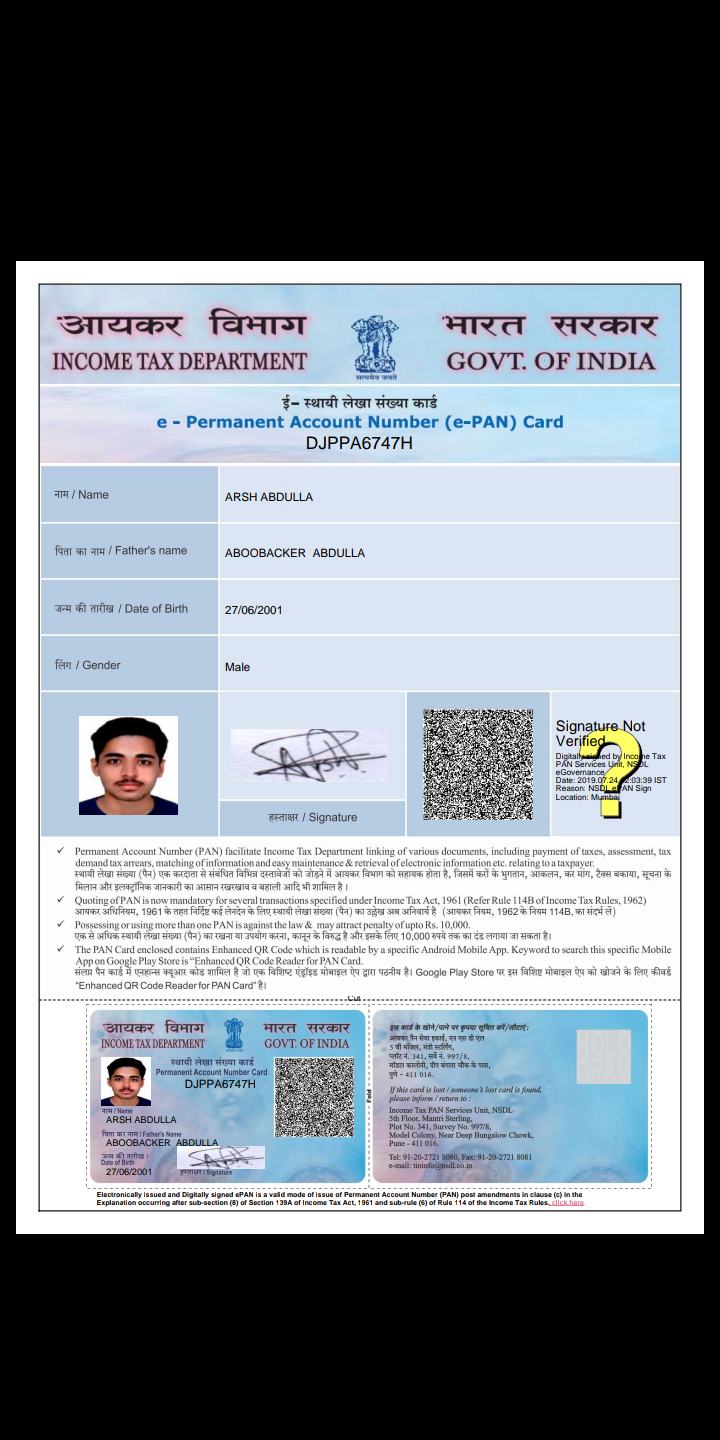 आयकर विभाग
INCOME TAX DEPARTMENT
सत्यमेव जयते
भारत सरकार
GOVT. OF INDIA
ई- स्थायी लेखा संख्या कार्ड
e - Permanent Account Number (e-PAN) Card
DJPPA6747H
नाम / Name
ARSH ABDULLA
पिता का नाम / Father's name
ABOOBACKER ABDULLA
जन्म की तारीख / Date of Birth
27/06/2001
लिंग / Gender
Male
हस्ताक्षर / Signature
Signature Not
Verified
Digitally signed by Income Tax
PAN Services Unit, NSDL
eGovernance
Date: 2019.07.24 02:03:39 IST
Reason: NSDL ePAN Sign
Location: Mumbai
✓ Permanent Account Number (PAN) facilitate Income Tax Department linking of various documents, including payment of taxes, assessment, tax
demand tax arrears, matching of information and easy maintenance & retrieval of electronic information etc. relating to a taxpayer.
स्थायी लेखा संख्या (पैन) एक करदाता से संबंधित विभिन्न दस्तावेजों को जोड़ने में आयकर विभाग को सहायक होता है, जिसमें करों के भुगतान, आकलन, कर मांग, टैक्स बकाया, सूचना के
मिलान और इलक्ट्रॉनिक जानकारी का आसान रखरखाव व बहाली आदि भी शामिल है ।
✓ Quoting of PAN is now mandatory for several transactions specified under Income Tax Act, 1961 (Refer Rule 114B of Income Tax Rules, 1962)
आयकर अधिनियम, 1961 के तहत निर्दिष्ट कई लेनदेन के लिए स्थायी लेखा संख्या (पैन) का उल्लेख अब अनिवार्य है (आयकर नियम, 1962 के नियम 114B, का संदर्भ लें)
✓ Possessing or using more than one PAN is against the law & may attract penalty of upto Rs. 10,000.
एक से अधिक स्थायी लेखा संख्या (पैन) का रखना या उपयोग करना, कानून के विरुद्ध है और इसके लिए 10,000 रुपये तक का दंड लगाया जा सकता है।
✓ The PAN Card enclosed contains Enhanced QR Code which is readable by a specific Android Mobile App. Keyword to search this specific Mobile
App on Google Play Store is "Enhanced QR Code Reader for PAN Card.
संलग्न पैन कार्ड में एनहान्स क्यूआर कोड शामिल है जो एक विशिष्ट एंड्रॉइड मोबाइल ऐप द्वारा पठनीय है। Google Play Store पर इस विशिष्ट मोबाइल ऐप को खोजने के लिए कीवर्ड
"Enhanced QR Code Reader for PAN Card" है।
Cut
आयकर विभाग
INCOME TAX DEPARTMENT
भारत सरकार
GOVT. OF INDIA
स्थायी लेखा संख्या कार्ड
Permanent Account Number Card
DJPPA6747H
नाम / Name
ARSH ABDULLA
पिता का नाम / Father's Name
ABOOBACKER ABDULLA
जन्म की तारीख /
Date of Birth
27/06/2001
हस्ताक्षर / Signature
Fold
इस कार्ड के खोने/पाने पर कृपया सूचित करें/लौटाएं :
आयकर पैन सेवा इकाई, एन एस डी एल
5 वीं मंजिल, मंत्री स्टर्लिंग,
प्लॉट नं. 341, सर्वे नं. 997/8,
मॉडल कालोनी, दीप बंगला चौक के पास,
पुणे - 411 016.
If this card is lost / someone's lost card is found,
please inform / return to :
Income Tax PAN Services Unit, NSDL
5th Floor, Mantri Sterling,
Plot No. 341, Survey No. 997/8,
Model Colony, Near Deep Bungalow Chowk,
Pune - 411 016.
Tel: 91-20-2721 8080, Fax: 91-20-2721 8081
e-mail: tininfo@nsdl.co.in
Electronically issued and Digitally signed ePAN is a valid mode of issue of Permanent Account Number (PAN) post amendments in clause (c) in the
Explanation occurring after sub-section (8) of Section 139A of Income Tax Act, 1961 and sub-rule (6) of Rule 114 of the Income Tax Rules, click here